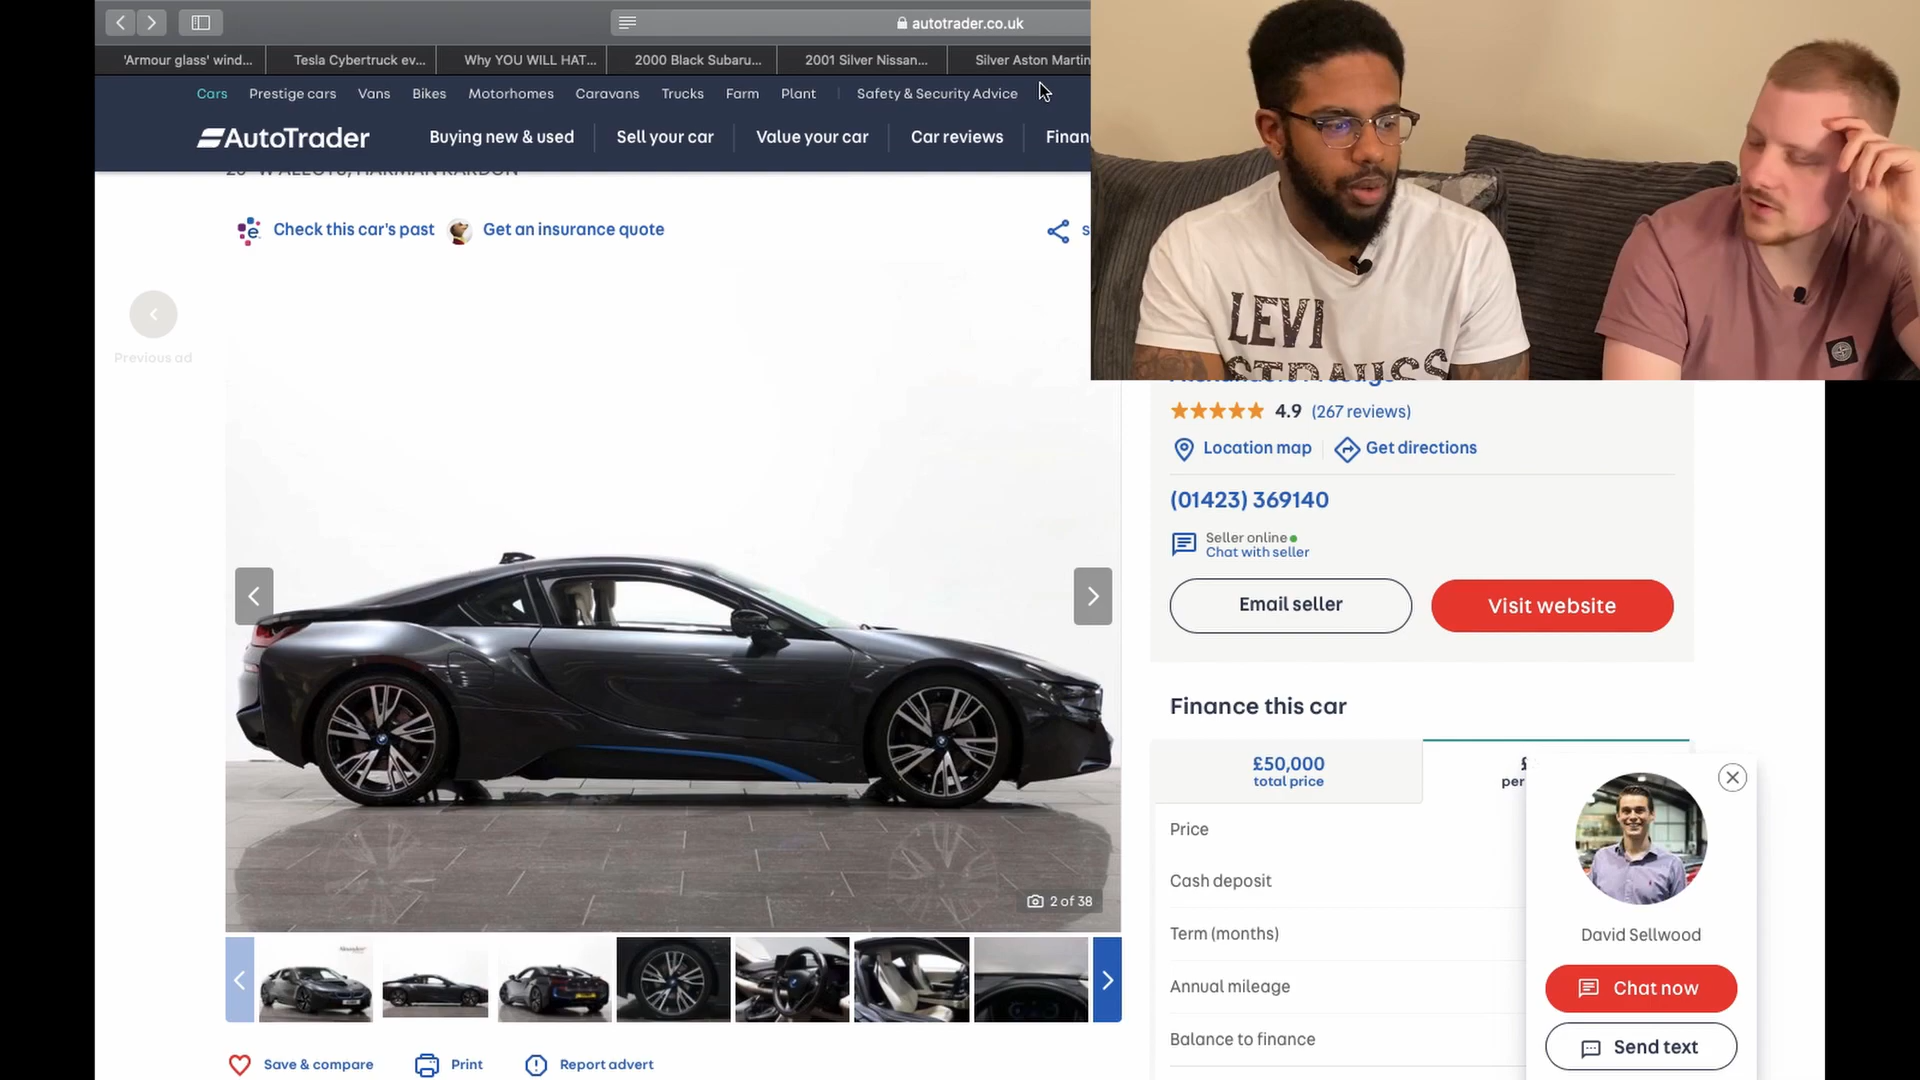 autotrader.co.uk
'Armour glass' wind...
Tesla Cybertruck ev...
Why YOU WILL HAT...
2000 Black Subaru...
2001 Silver Nissan...
Silver Aston Martin
Cars
Prestige cars
Vans
Bikes
Motorhomes
Caravans
Trucks
Farm
Plant
Safety & Security Advice
AutoTrader
Buying new & used
Sell your car
Value your car
Car reviews
Check this car's past
Get an insurance quote
Previous ad
LEVI
STRAUSS
4.9 (267 reviews)
Location map
Get directions
(01423) 369140
Seller online
Chat with seller
Email seller
Visit website
Finance this car
£50,000
total price
£
per
Price
Cash deposit
Term (months)
Annual mileage
Balance to finance
David Sellwood
Chat now
Send text
2 of 38
Save & compare
Print
Report advert